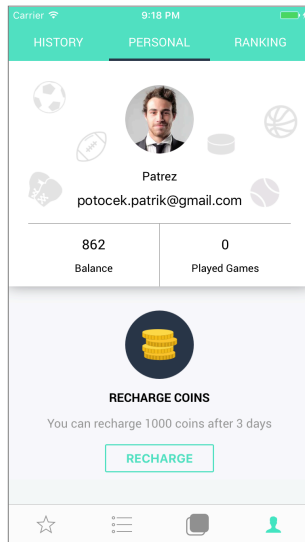 Carrier 9:18 PM
HISTORY PERSONAL RANKING
Patrez
potocek.patrik@gmail.com
862 0
Balance Played Games
RECHARGE COINS
You can recharge 1000 coins after 3 days
RECHARGE